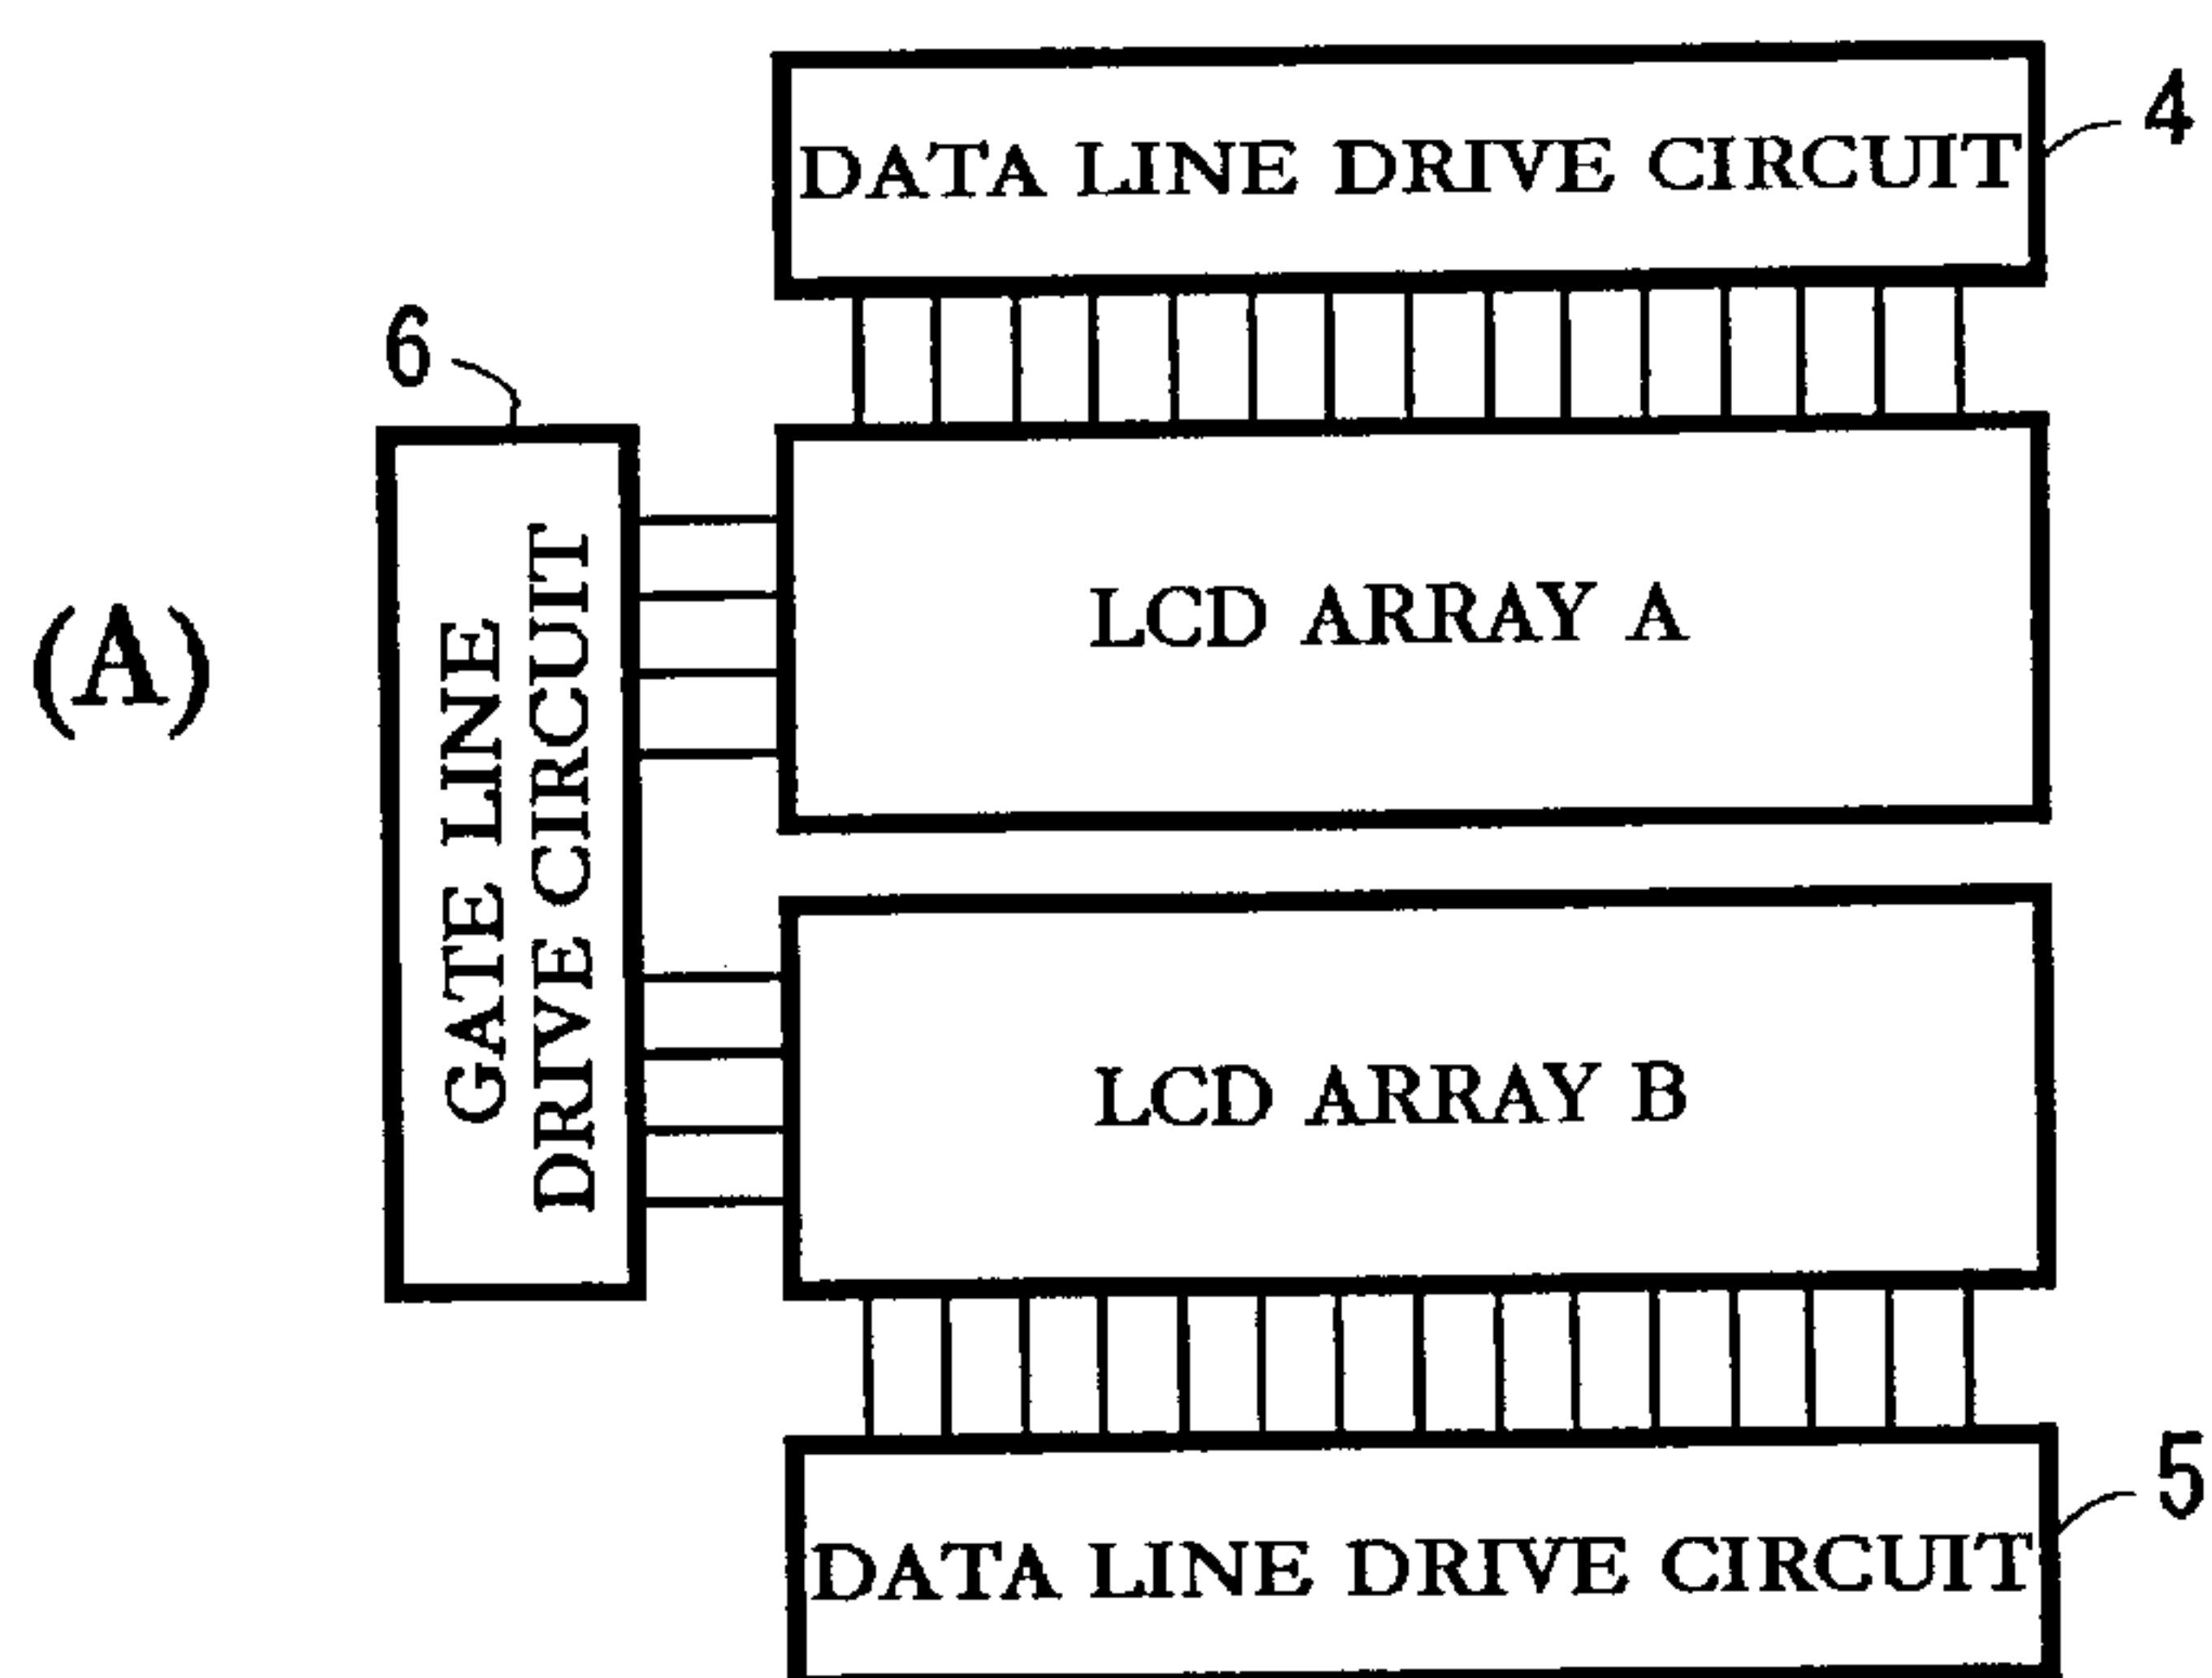 DATA LINE DRIVE CIRCUIT
4
6
(A)
GATE LINE
DRIVE CIRCUIT
LCD ARRAY A
LCD ARRAY B
DATA LINE DRIVE CIRCUIT
5